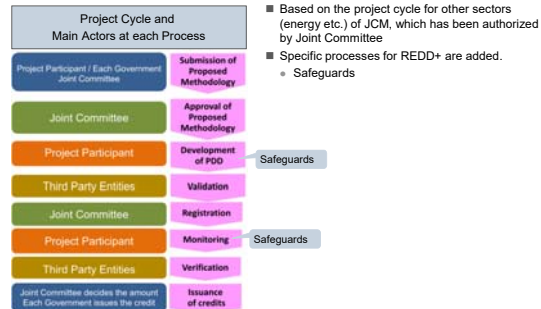 Project Cycle and
Main Actors at each Process
Project Participant / Each Government
Joint Committee
Submission of
Proposed
Methodology
Joint Committee
Approval of
Proposed
Methodology
Project Participant
Development
of PDD
Safeguards
Third Party Entities
Validation
Joint Committee
Registration
Project Participant
Monitoring
Safeguards
Third Party Entities
Verification
Joint Committee decides the amount
Each Government issues the credit
Issuance
of credits
■ Based on the project cycle for other sectors
(energy etc.) of JCM, which has been authorized
by Joint Committee
■ Specific processes for REDD+ are added.
● Safeguards